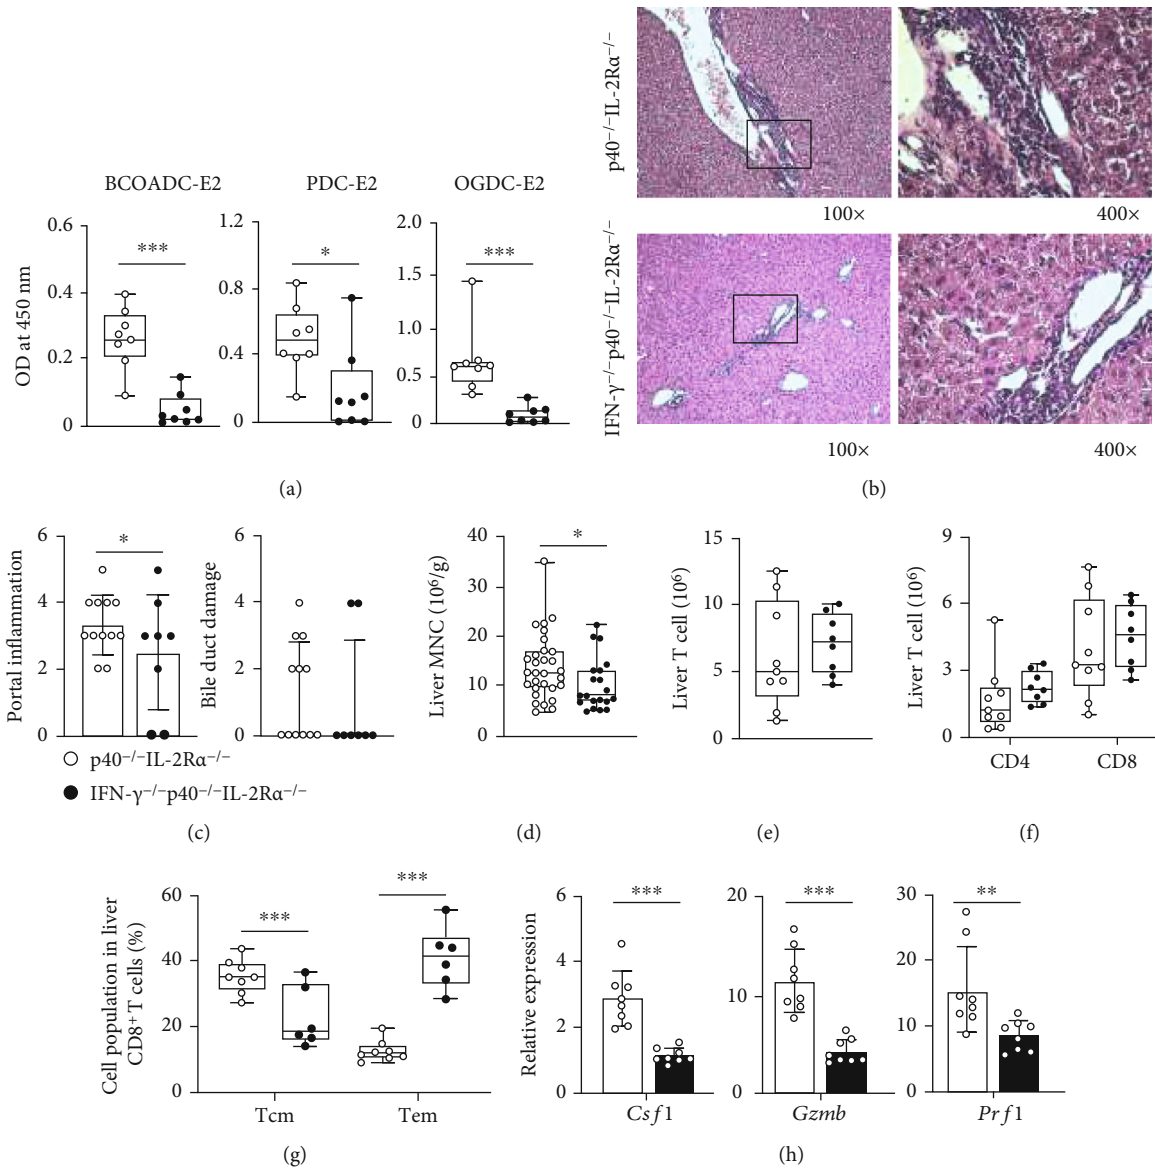 BCOADC-E2
PDC-E2
OGDC-E2
OD at 450 nm
0.6
0.4
0.2
0
***
1.2
0.8
0.4
0
*
2.0
1.5
1.0
0.5
0
***
(a)
p40−/−IL-2Rα−/−
100×
400×
IFN-γ−/−p40−/−IL-2Rα−/−
100×
400×
(b)
Portal inflammation
6
4
2
0
*
Bile duct damage
6
4
2
0
p40−/−IL-2Rα−/−
IFN-γ−/−p40−/−IL-2Rα−/−
(c)
Liver MNC (10⁶/g)
40
30
20
10
0
*
(d)
Liver T cell (10⁶)
15
10
5
0
(e)
Liver T cell (10⁶)
9
6
3
0
CD4
CD8
(f)
Cell population in liver
CD8⁺ T cells (%)
60
40
20
0
***
***
Tcm
Tem
(g)
Relative expression
6
4
2
0
***
Csf1
20
10
0
***
Gzmb
30
20
10
0
**
Prf1
(h)